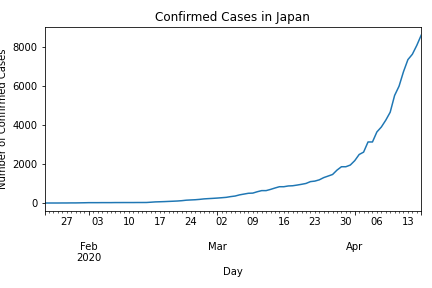 Confirmed Cases in Japan
Number of Confirmed Cases
8000
6000
4000
2000
0
27 03 10 17 24 02 09 16 23 30 06 13
Feb Mar Apr
2020
Day